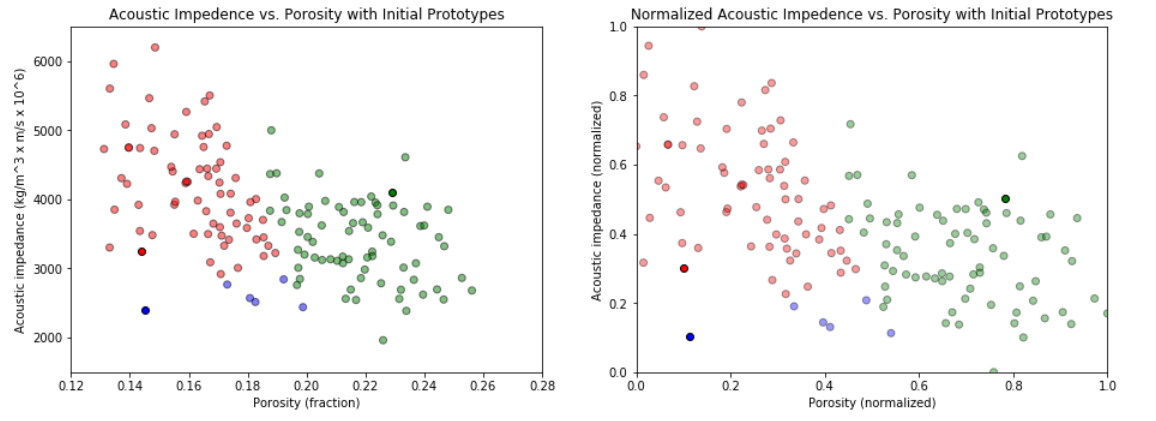 Acoustic Impedence vs. Porosity with Initial Prototypes
Acoustic impedance (kg/m^3 x m/s x 10^6)
6000
5000
4000
3000
2000
0.12 0.14 0.16 0.18 0.20 0.22 0.24 0.26 0.28
Porosity (fraction)
Normalized Acoustic Impedence vs. Porosity with Initial Prototypes
Acoustic impedance (normalized)
1.0
0.8
0.6
0.4
0.2
0.0
0.0 0.2 0.4 0.6 0.8 1.0
Porosity (normalized)